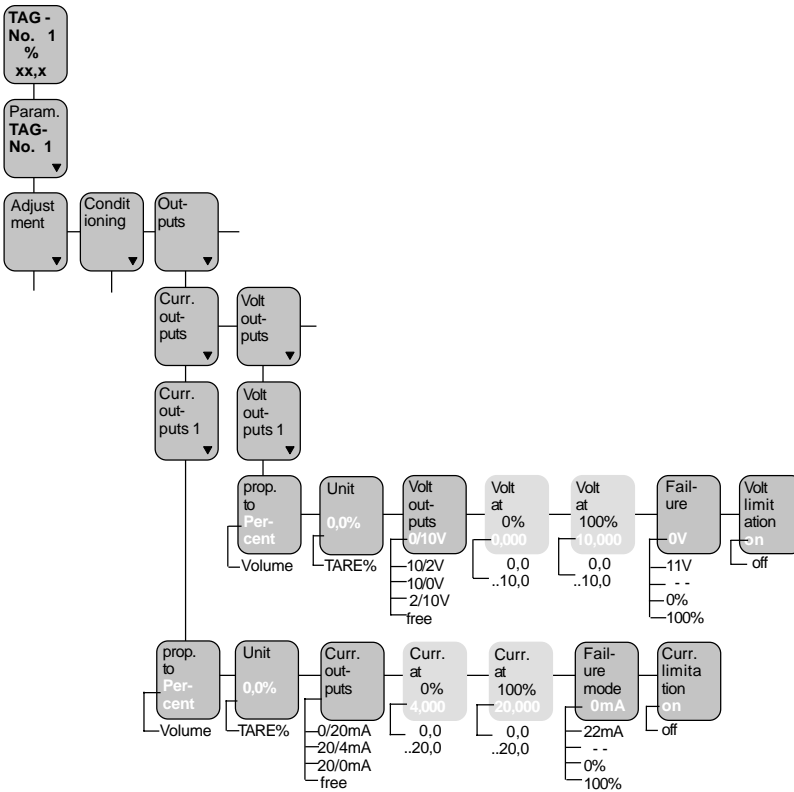 TAG -
No. 1
%
xx,x
Param.
TAG-
No. 1
Adjust
ment
Condit
ioning
Out-
puts
Curr.
out-
puts
Volt
out-
puts
Curr.
out-
puts 1
Volt
out-
puts 1
prop.
to
Per-
cent
Volume
Unit
0,0%
TARE%
Volt
out-
puts
0/10V
10/2V
10/0V
2/10V
free
Volt
at
0%
0,000
0,0
..10,0
Volt
at
100%
10,000
0,0
..10,0
Fail-
ure
0V
11V
- -
0%
100%
Volt
limit
ation
on
off
prop.
to
Per-
cent
Volume
Unit
0,0%
TARE%
Curr.
out-
puts
0/20mA
20/4mA
20/0mA
free
Curr.
at
0%
4,000
0,0
..20,0
Curr.
at
100%
20,000
0,0
..20,0
Fail-
ure
mode
0mA
22mA
- -
0%
100%
Curr.
limita
tion
on
off